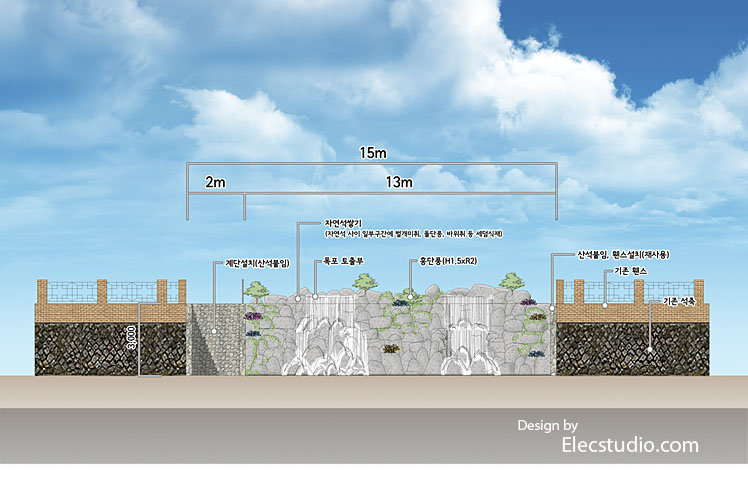 15m
2m
13m
자연석쌓기
(자연석 사이 일부구간에 벌개미취, 돌단풍, 바위취 등 세덤식재)
계단설치(산석붙임)
폭포 토출부
홍단풍(H1.5xR2)
산석붙임, 휀스설치(재사용)
기존 휀스
기존 석축
3,000
Design by
Elecstudio.com